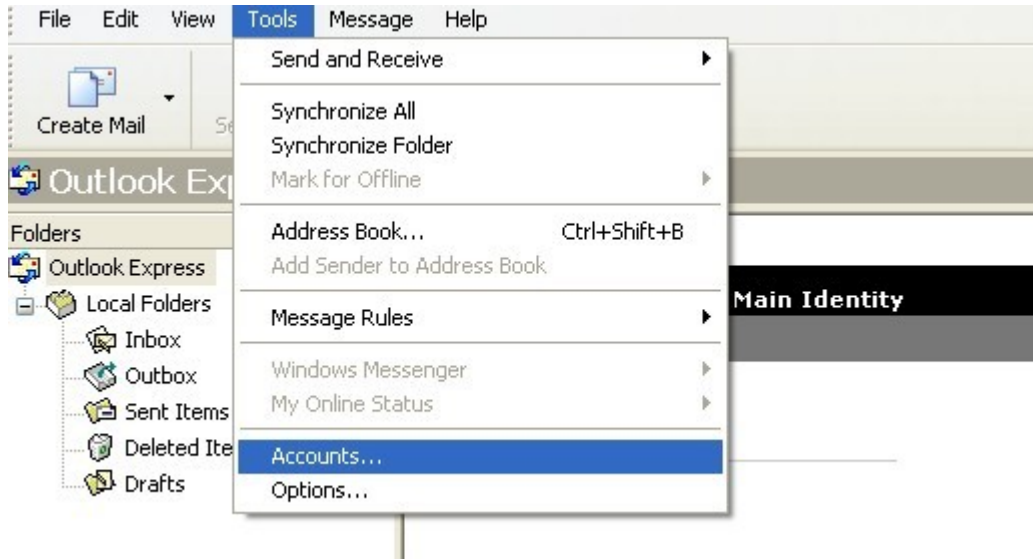 File Edit View Tools Message Help
Send and Receive
Create Mail
Synchronize All
Synchronize Folder
Mark for Offline
Outlook
Address Book... Ctrl+Shift+B
Add Sender to Address Book
Folders
Outlook Express
Local Folders
Inbox
Outbox
Sent Items
Deleted
Drafts
Message Rules
Windows Messenger
My Online Status
Accounts...
Options...
Main Identity